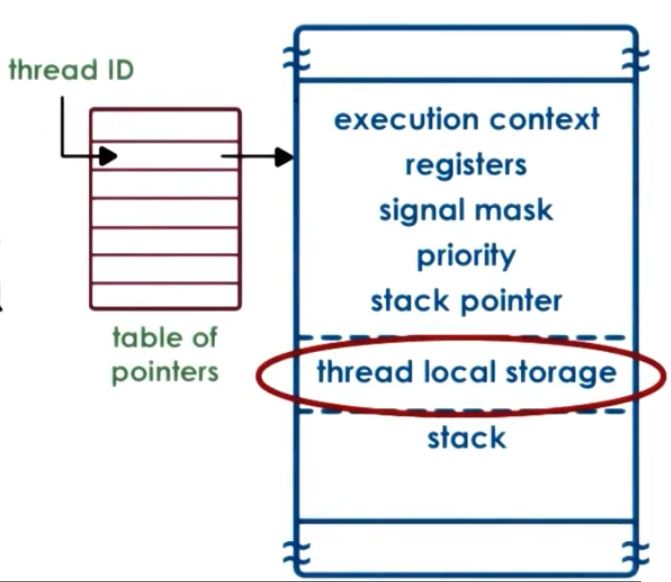 thread ID
table of
pointers
execution context
registers
signal mask
priority
stack pointer
thread local storage
stack